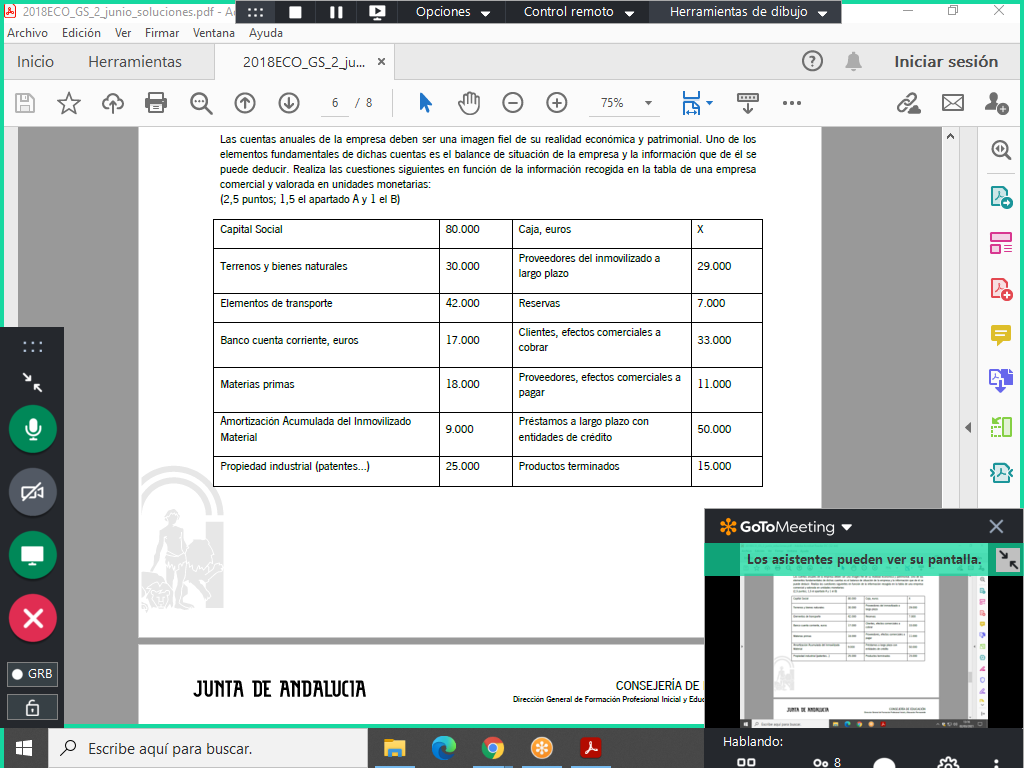 2018ECO_GS_2_junio_soluciones.pdf - A
Opciones
Control remoto
Herramientas de dibujo
Archivo Edición Ver Firmar Ventana Ayuda
Inicio Herramientas 2018ECO_GS_2_ju... × Iniciar sesión
6 / 8 75%
Las cuentas anuales de la empresa deben ser una imagen fiel de su realidad económica y patrimonial. Uno de los
elementos fundamentales de dichas cuentas es el balance de situación de la empresa y la información que de él se
puede deducir. Realiza las cuestiones siguientes en función de la información recogida en la tabla de una empresa
comercial y valorada en unidades monetarias:
(2,5 puntos; 1,5 el apartado A y 1 el B)
Capital Social 80.000 Caja, euros X
Terrenos y bienes naturales 30.000 Proveedores del inmovilizado a
largo plazo 29.000
Elementos de transporte 42.000 Reservas 7.000
Banco cuenta corriente, euros 17.000 Clientes, efectos comerciales a
cobrar 33.000
Materias primas 18.000 Proveedores, efectos comerciales a
pagar 11.000
Amortización Acumulada del Inmovilizado
Material 9.000 Préstamos a largo plazo con
entidades de crédito 50.000
Propiedad industrial (patentes...) 25.000 Productos terminados 15.000
GoToMeeting
Los asistentes pueden ver su pantalla.
GRB
JUNTA DE ANDALUCIA
CONSEJERÍA DE
Dirección General de Formación Profesional Inicial y Educ
Escribe aquí para buscar.
Hablando:
8